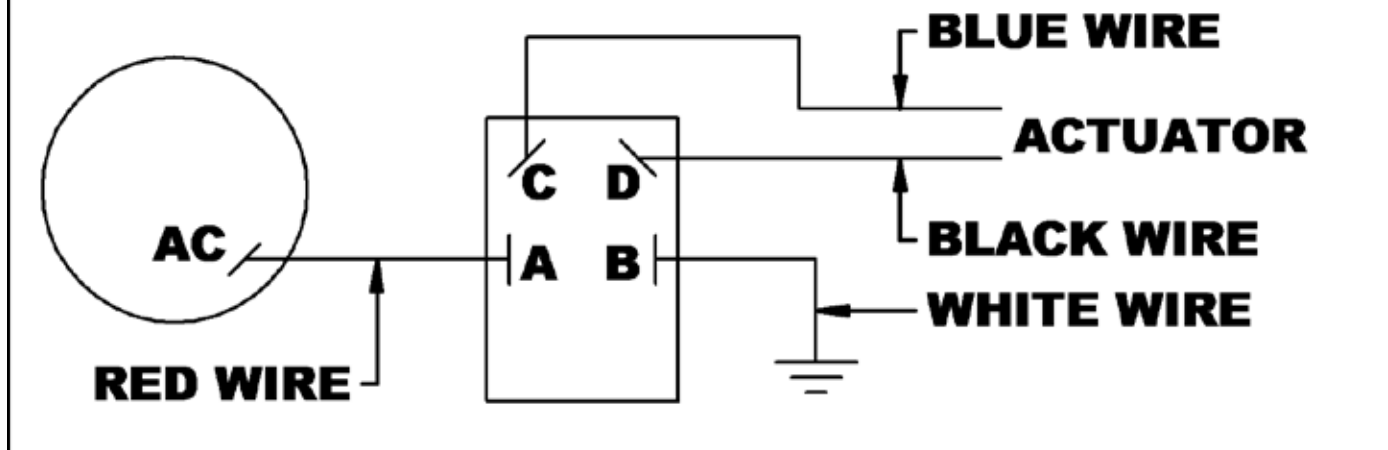 BLUE WIRE
ACTUATOR
C D
BLACK WIRE
AC
A B
WHITE WIRE
RED WIRE